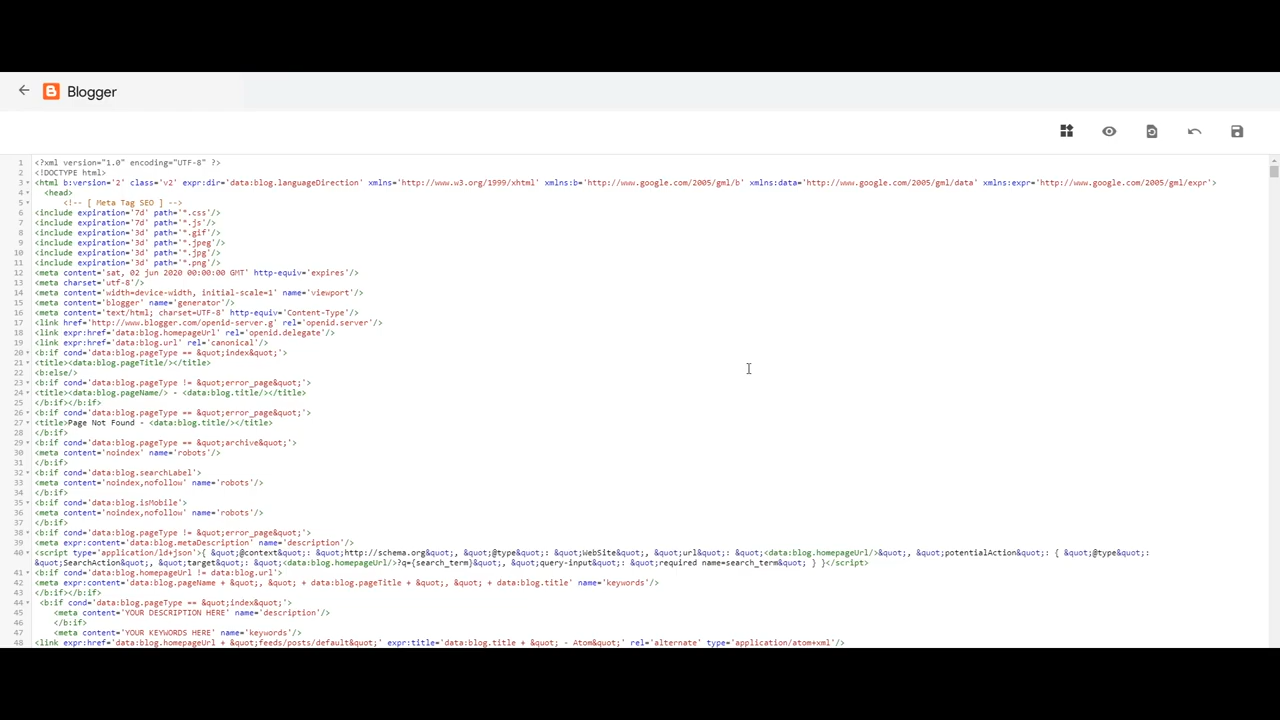 Blogger
1 <?xml version="1.0" encoding="UTF-8" ?>
2 <!DOCTYPE html>
3 <html b:version='2' class='v2' expr:dir='data:blog.languageDirection' xmlns='http://www.w3.org/1999/xhtml' xmlns:b='http://www.google.com/2005/gml/b' xmlns:data='http://www.google.com/2005/gml/data' xmlns:expr='http://www.google.com/2005/gml/expr'>
4 <head>
5 <!-- [ Meta Tag SEO ] -->
6 <include expiration='7d' path='*.css'/>
7 <include expiration='7d' path='*.js'/>
8 <include expiration='3d' path='*.gif'/>
9 <include expiration='3d' path='*.jpeg'/>
10 <include expiration='3d' path='*.jpg'/>
11 <include expiration='3d' path='*.png'/>
12 <meta content='sat, 02 jun 2020 00:00:00 GMT' http-equiv='expires'/>
13 <meta charset='utf-8'/>
14 <meta content='width=device-width, initial-scale=1' name='viewport'/>
15 <meta content='blogger' name='generator'/>
16 <meta content='text/html; charset=UTF-8' http-equiv='Content-Type'/>
17 <link href='http://www.blogger.com/openid-server.g' rel='openid.server'/>
18 <link expr:href='data:blog.homepageUrl' rel='openid.delegate'/>
19 <link expr:href='data:blog.url' rel='canonical'/>
20 <b:if cond='data:blog.pageType == &quot;index&quot;'>
21 <title><data:blog.pageTitle/></title>
22 <b:else/>
23 <b:if cond='data:blog.pageType != &quot;error_page&quot;'>
24 <title><data:blog.pageName/> - <data:blog.title/></title>
25 </b:if></b:if>
26 <b:if cond='data:blog.pageType == &quot;error_page&quot;'>
27 <title>Page Not Found - <data:blog.title/></title>
28 </b:if>
29 <b:if cond='data:blog.pageType == &quot;archive&quot;'>
30 <meta content='noindex' name='robots'/>
31 </b:if>
32 <b:if cond='data:blog.searchLabel'>
33 <meta content='noindex,nofollow' name='robots'/>
34 </b:if>
35 <b:if cond='data:blog.isMobile'>
36 <meta content='noindex,nofollow' name='robots'/>
37 </b:if>
38 <b:if cond='data:blog.pageType != &quot;error_page&quot;'>
39 <meta expr:content='data:blog.metaDescription' name='description'/>
40 <script type='application/ld+json'>{ &quot;@context&quot;: &quot;http://schema.org&quot;, &quot;@type&quot;: &quot;WebSite&quot;, &quot;url&quot;: &quot;<data:blog.homepageUrl/>&quot;, &quot;potentialAction&quot;: { &quot;@type&quot;:
&quot;SearchAction&quot;, &quot;target&quot;: &quot;<data:blog.homepageUrl/>?q={search_term}&quot;, &quot;query-input&quot;: &quot;required name=search_term&quot; } }</script>
41 <b:if cond='data:blog.homepageUrl != data:blog.url'>
42 <meta expr:content='data:blog.pageName + &quot;, &quot; + data:blog.pageTitle + &quot;, &quot; + data:blog.title' name='keywords'/>
43 </b:if></b:if>
44 <b:if cond='data:blog.pageType == &quot;index&quot;'>
45 <meta content='YOUR DESCRIPTION HERE' name='description'/>
46 </b:if>
47 <meta content='YOUR KEYWORDS HERE' name='keywords'/>
48 <link expr:href='data:blog.homepageUrl + &quot;feeds/posts/default&quot;' expr:title='data:blog.title + &quot; - Atom&quot;' rel='alternate' type='application/atom+xml'/>